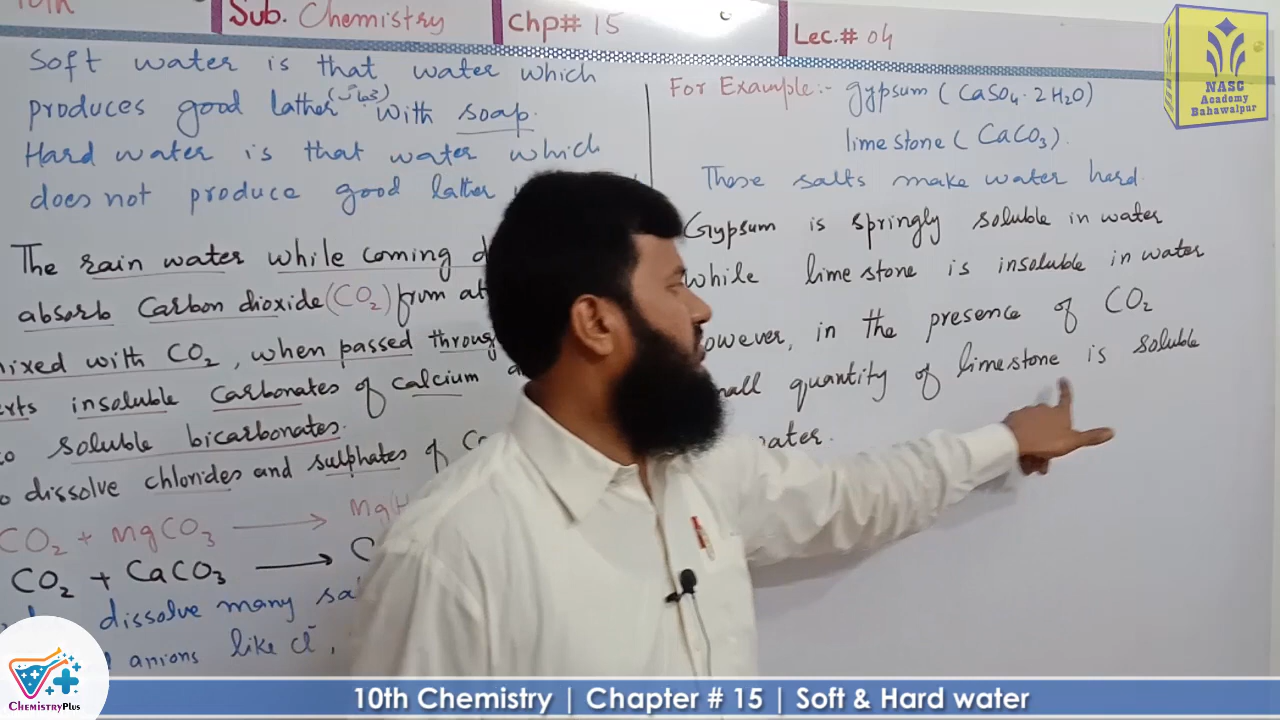 10th
Sub. Chemistry
Chp# 15
Lec.# 04
Soft water is that water which
produces good lather with soap.
Hard water is that water which
does not produce good lather
The rain water while coming
absorb Carbon dioxide (CO₂) from
mixed with CO₂, when passed through
insoluble Carbonates of calcium
soluble bicarbonates.
dissolve chlorides and sulphates of
CO₂ + MgCO₃ ⟶
CO₂ + CaCO₃ ⟶
dissolve many
anions like Cl⁻,
For Example:- gypsum (CaSO₄·2H₂O)
lime stone (CaCO₃).
These salts make water hard.
Gypsum is springly soluble in water
while lime stone is insoluble in water
however, in the presence of CO₂
small quantity of limestone is soluble
water.
NASC
Academy
Bahawalpur
ChemistryPlus
10th Chemistry | Chapter # 15 | Soft & Hard water